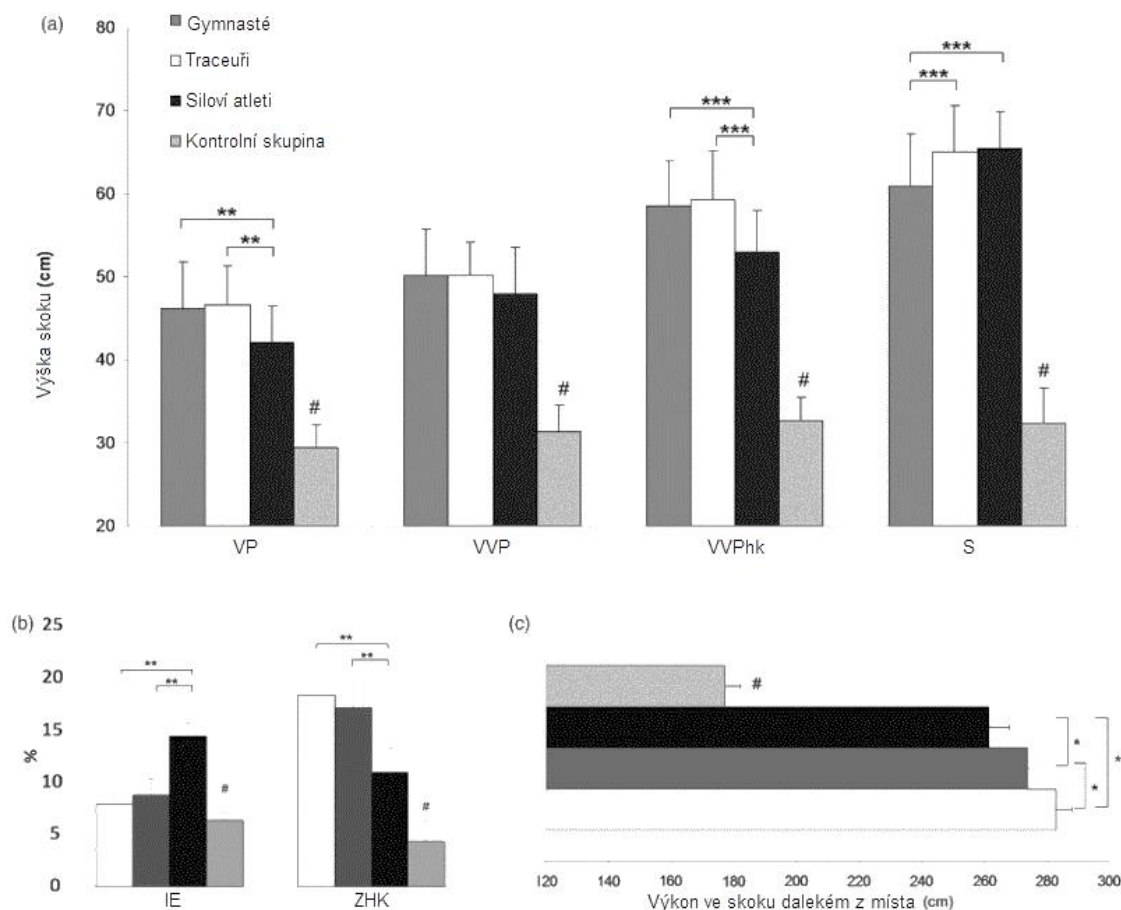 (a)
80
70
60
50
40
30
20
Výška skoku (cm)
Gymnasté
Traceuři
Siloví atleti
Kontrolní skupina
**
**
#
#
***
***
#
***
***
#
VP VVP VVPhk S
(b)
25
20
15
10
5
0
%
**
**
#
**
**
#
IE ZHK
(c)
#
*
*
*
120 140 160 180 200 220 240 260 280 300
Výkon ve skoku dalekém z místa (cm)